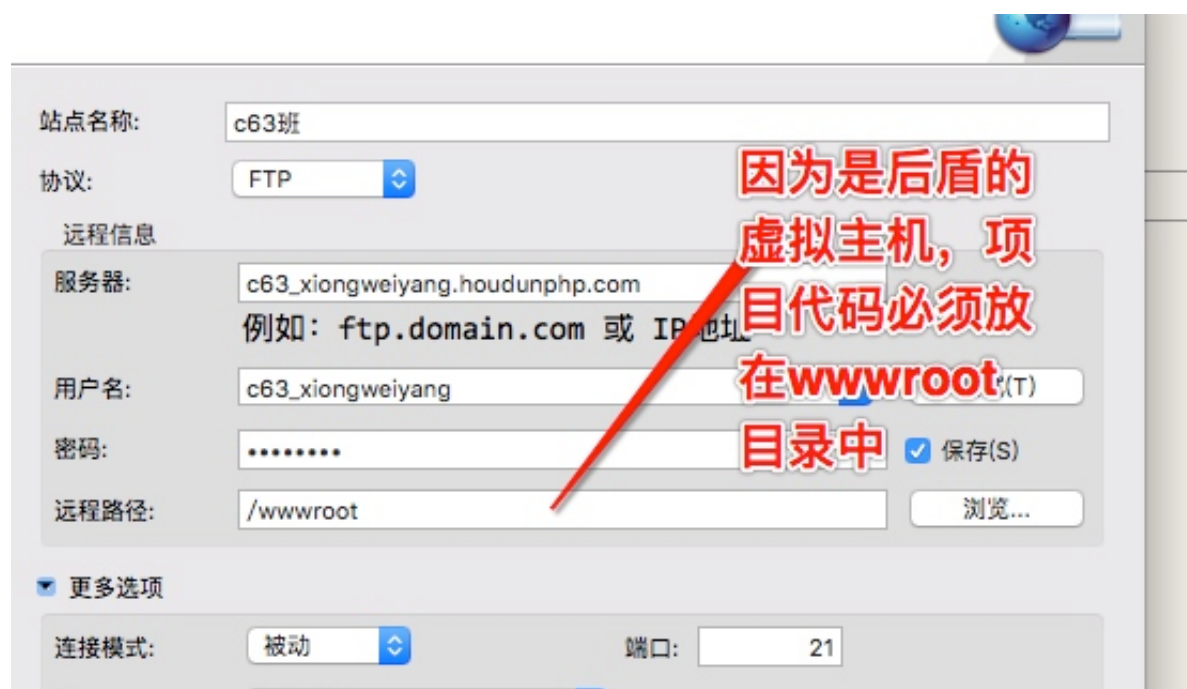 站点名称:
c63班
协议:
FTP
远程信息
服务器:
c63_xiongweiyang.houdunphp.com
例如: ftp.domain.com 或 IP地址
用户名:
c63_xiongweiyang
(T)
密码:
••••••••
保存(S)
远程路径:
/wwwroot
浏览...
更多选项
连接模式:
被动
端口:
21
因为是后盾的
虚拟主机，项
目代码必须放
在wwwroot
目录中